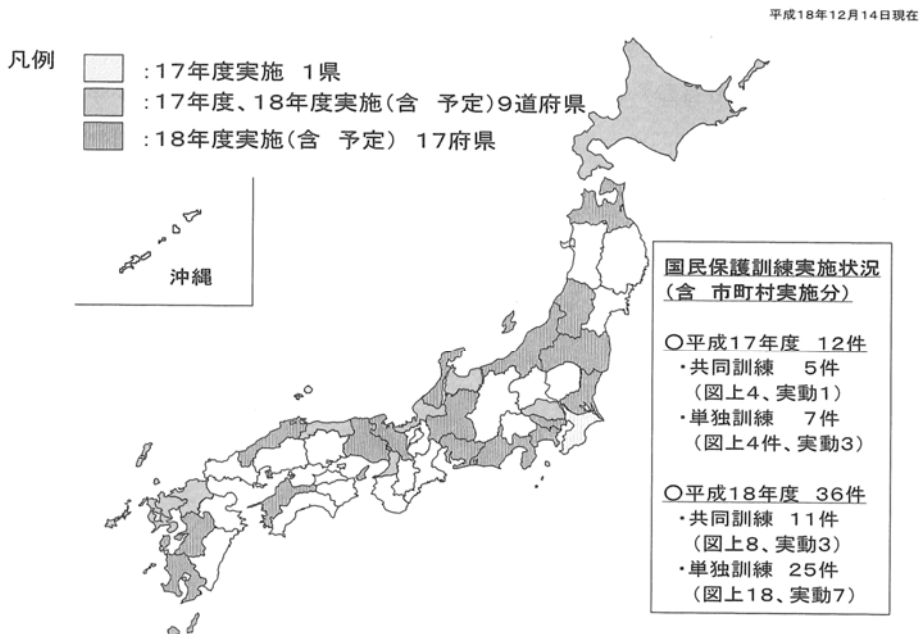 平成18年12月14日現在
凡例
:17年度実施 1県
:17年度、18年度実施(含 予定)9道府県
:18年度実施(含 予定) 17府県
沖縄
国民保護訓練実施状況
(含 市町村実施分)
○平成17年度 12件
・共同訓練 5件
(図上4、実動1)
・単独訓練 7件
(図上4件、実動3)
○平成18年度 36件
・共同訓練 11件
(図上8、実動3)
・単独訓練 25件
(図上18、実動7)